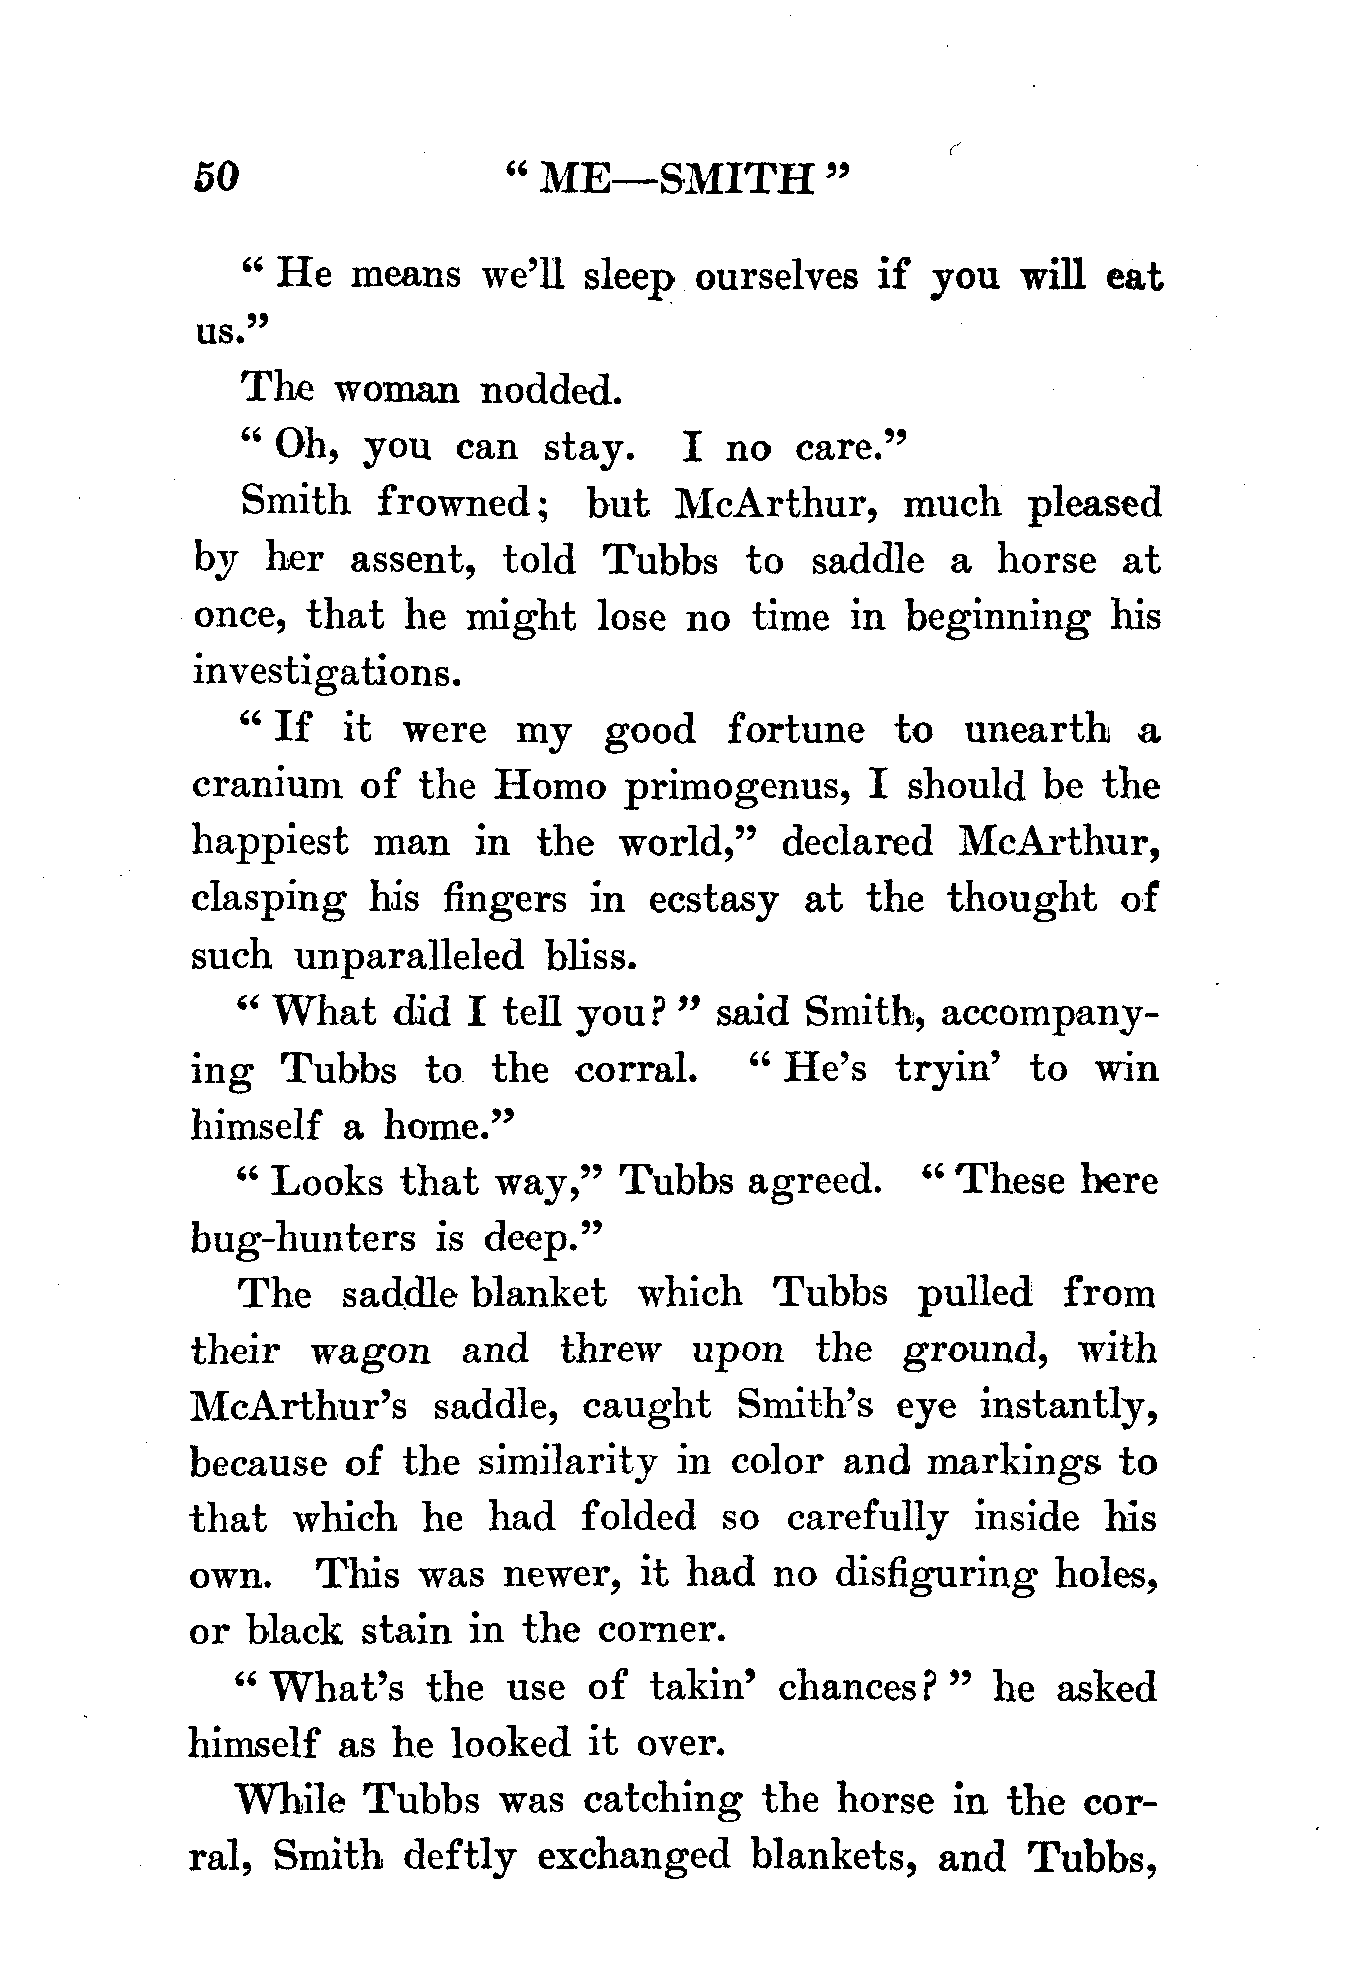 50 “ ME—SMITH ”
“ He means we’ll sleep ourselves if you will eat
us.”
The woman nodded.
“ Oh, you can stay. I no care.”
Smith frowned; but McArthur, much pleased
by her assent, told Tubbs to saddle a horse at
once, that he might lose no time in beginning his
investigations.
“ If it were my good fortune to unearth a
cranium of the Homo primogenus, I should be the
happiest man in the world,” declared McArthur,
clasping his fingers in ecstasy at the thought of
such unparalleled bliss.
“ What did I tell you? ” said Smith, accompany-
ing Tubbs to the corral. “ He’s tryin’ to win
himself a home.”
“ Looks that way,” Tubbs agreed. “ These here
bug-hunters is deep.”
The saddle blanket which Tubbs pulled from
their wagon and threw upon the ground, with
McArthur’s saddle, caught Smith’s eye instantly,
because of the similarity in color and markings to
that which he had folded so carefully inside his
own. This was newer, it had no disfiguring holes,
or black stain in the corner.
“ What’s the use of takin’ chances? ” he asked
himself as he looked it over.
While Tubbs was catching the horse in the cor-
ral, Smith deftly exchanged blankets, and Tubbs,